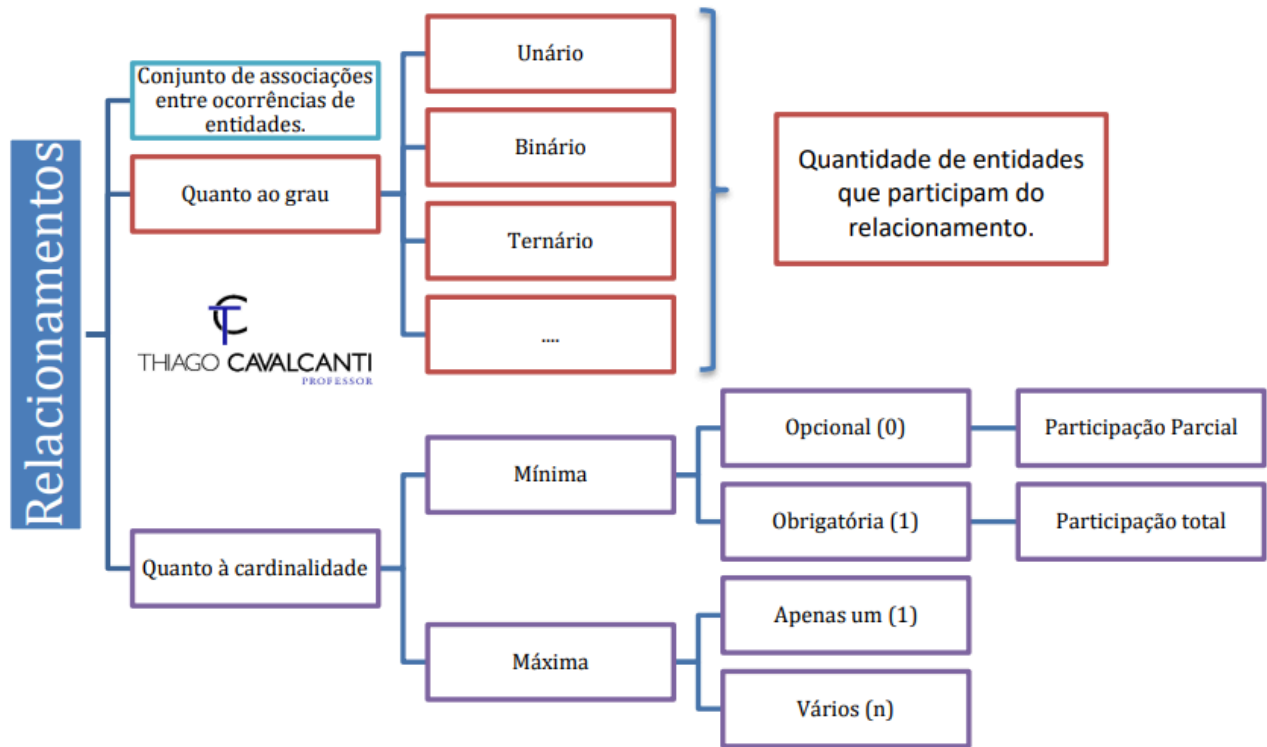 Relacionamentos
Conjunto de associações
entre ocorrências de
entidades.
Quanto ao grau
Unário
Binário
Ternário
....
Quantidade de entidades
que participam do
relacionamento.
TC
THIAGO CAVALCANTI
PROFESSOR
Quanto à cardinalidade
Mínima
Opcional (0)
Participação Parcial
Obrigatória (1)
Participação total
Máxima
Apenas um (1)
Vários (n)